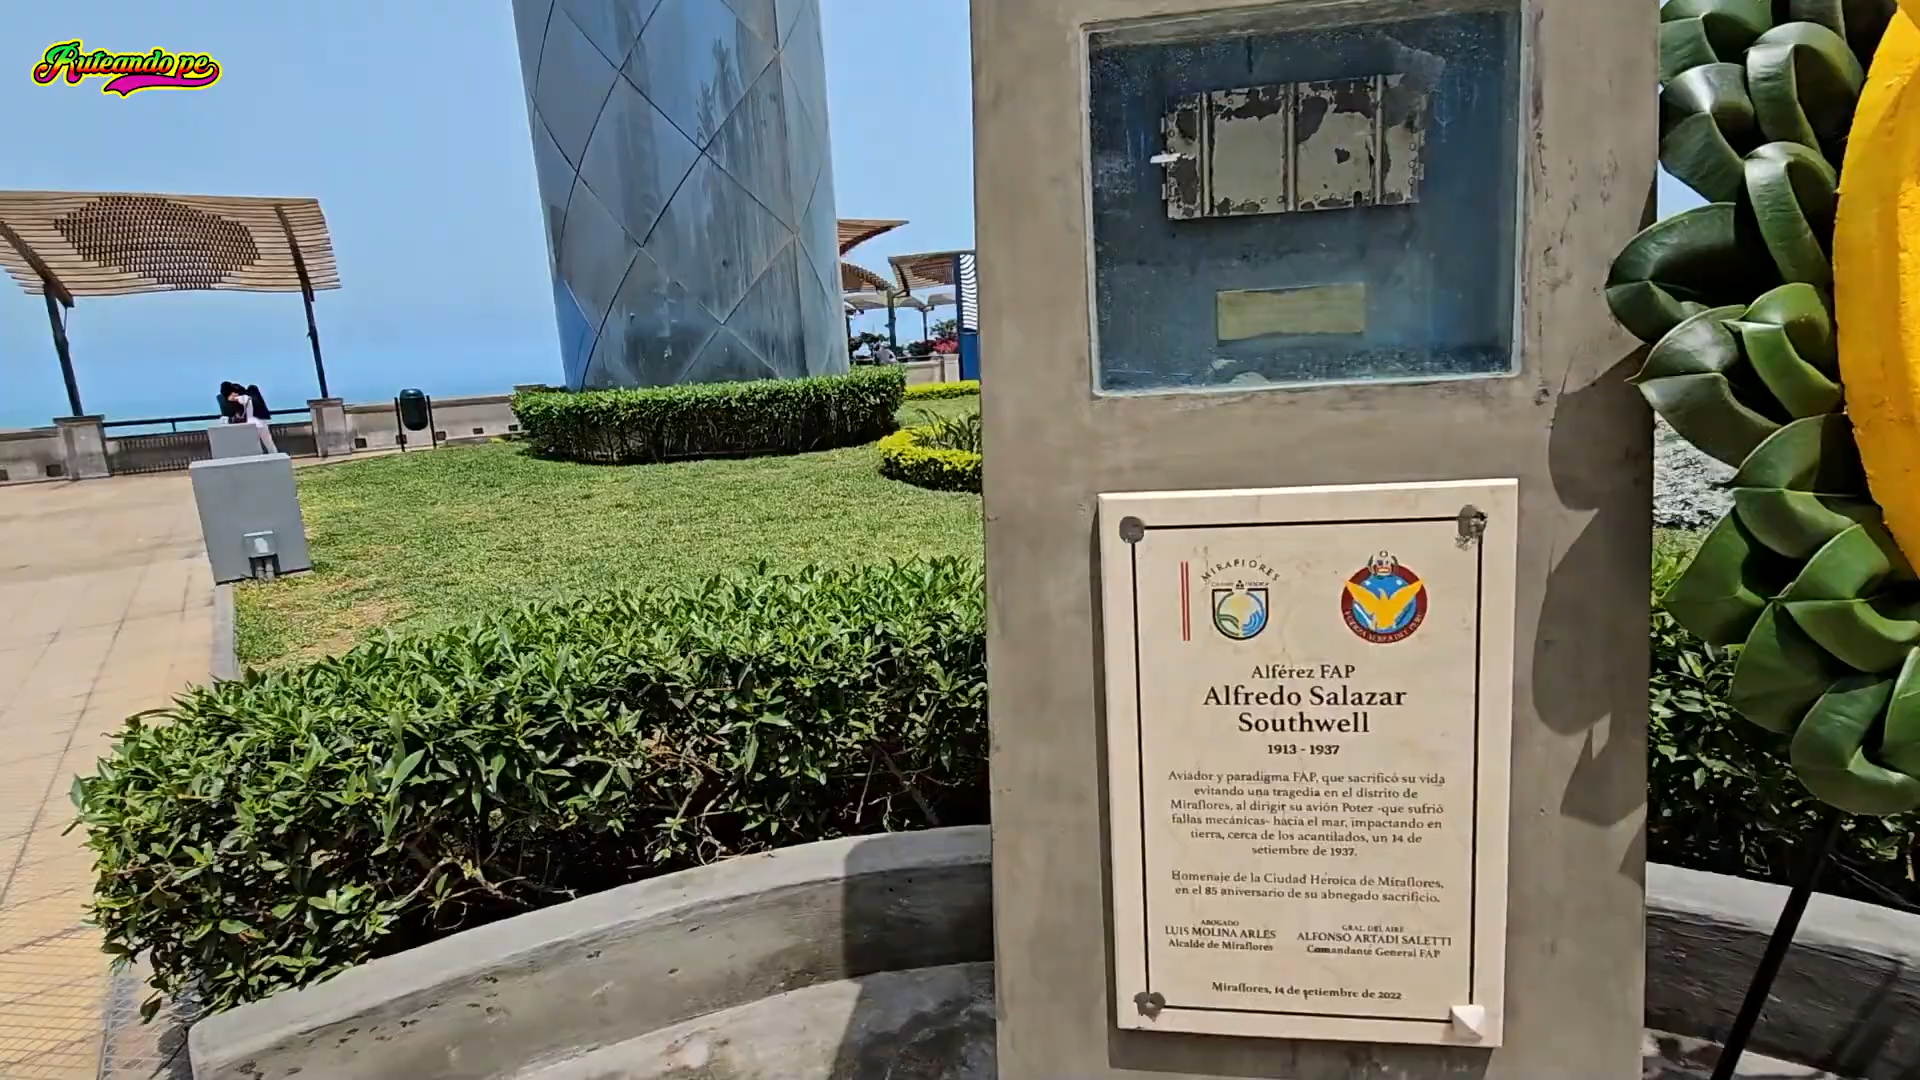 Ruteando pe
MIRAFLORES
FUERZA AEREA DEL PERU
Alférez FAP
Alfredo Salazar
Southwell
1913 - 1937
Aviador y paradigma FAP, que sacrificó su vida
evitando una tragedia en el distrito de
Miraflores, al dirigir su avión Potez -que sufrió
fallas mecánicas- hacia el mar, impactando en
tierra, cerca de los acantilados, un 14 de
setiembre de 1937.
Homenaje de la Ciudad Heroica de Miraflores,
en el 85 aniversario de su abnegado sacrificio.
ABOGADO
LUIS MOLINA ARLES
Alcalde de Miraflores
GRAL. DEL AIRE
ALFONSO ARTADI SALETTI
Comandante General FAP
Miraflores, 14 de setiembre de 2022